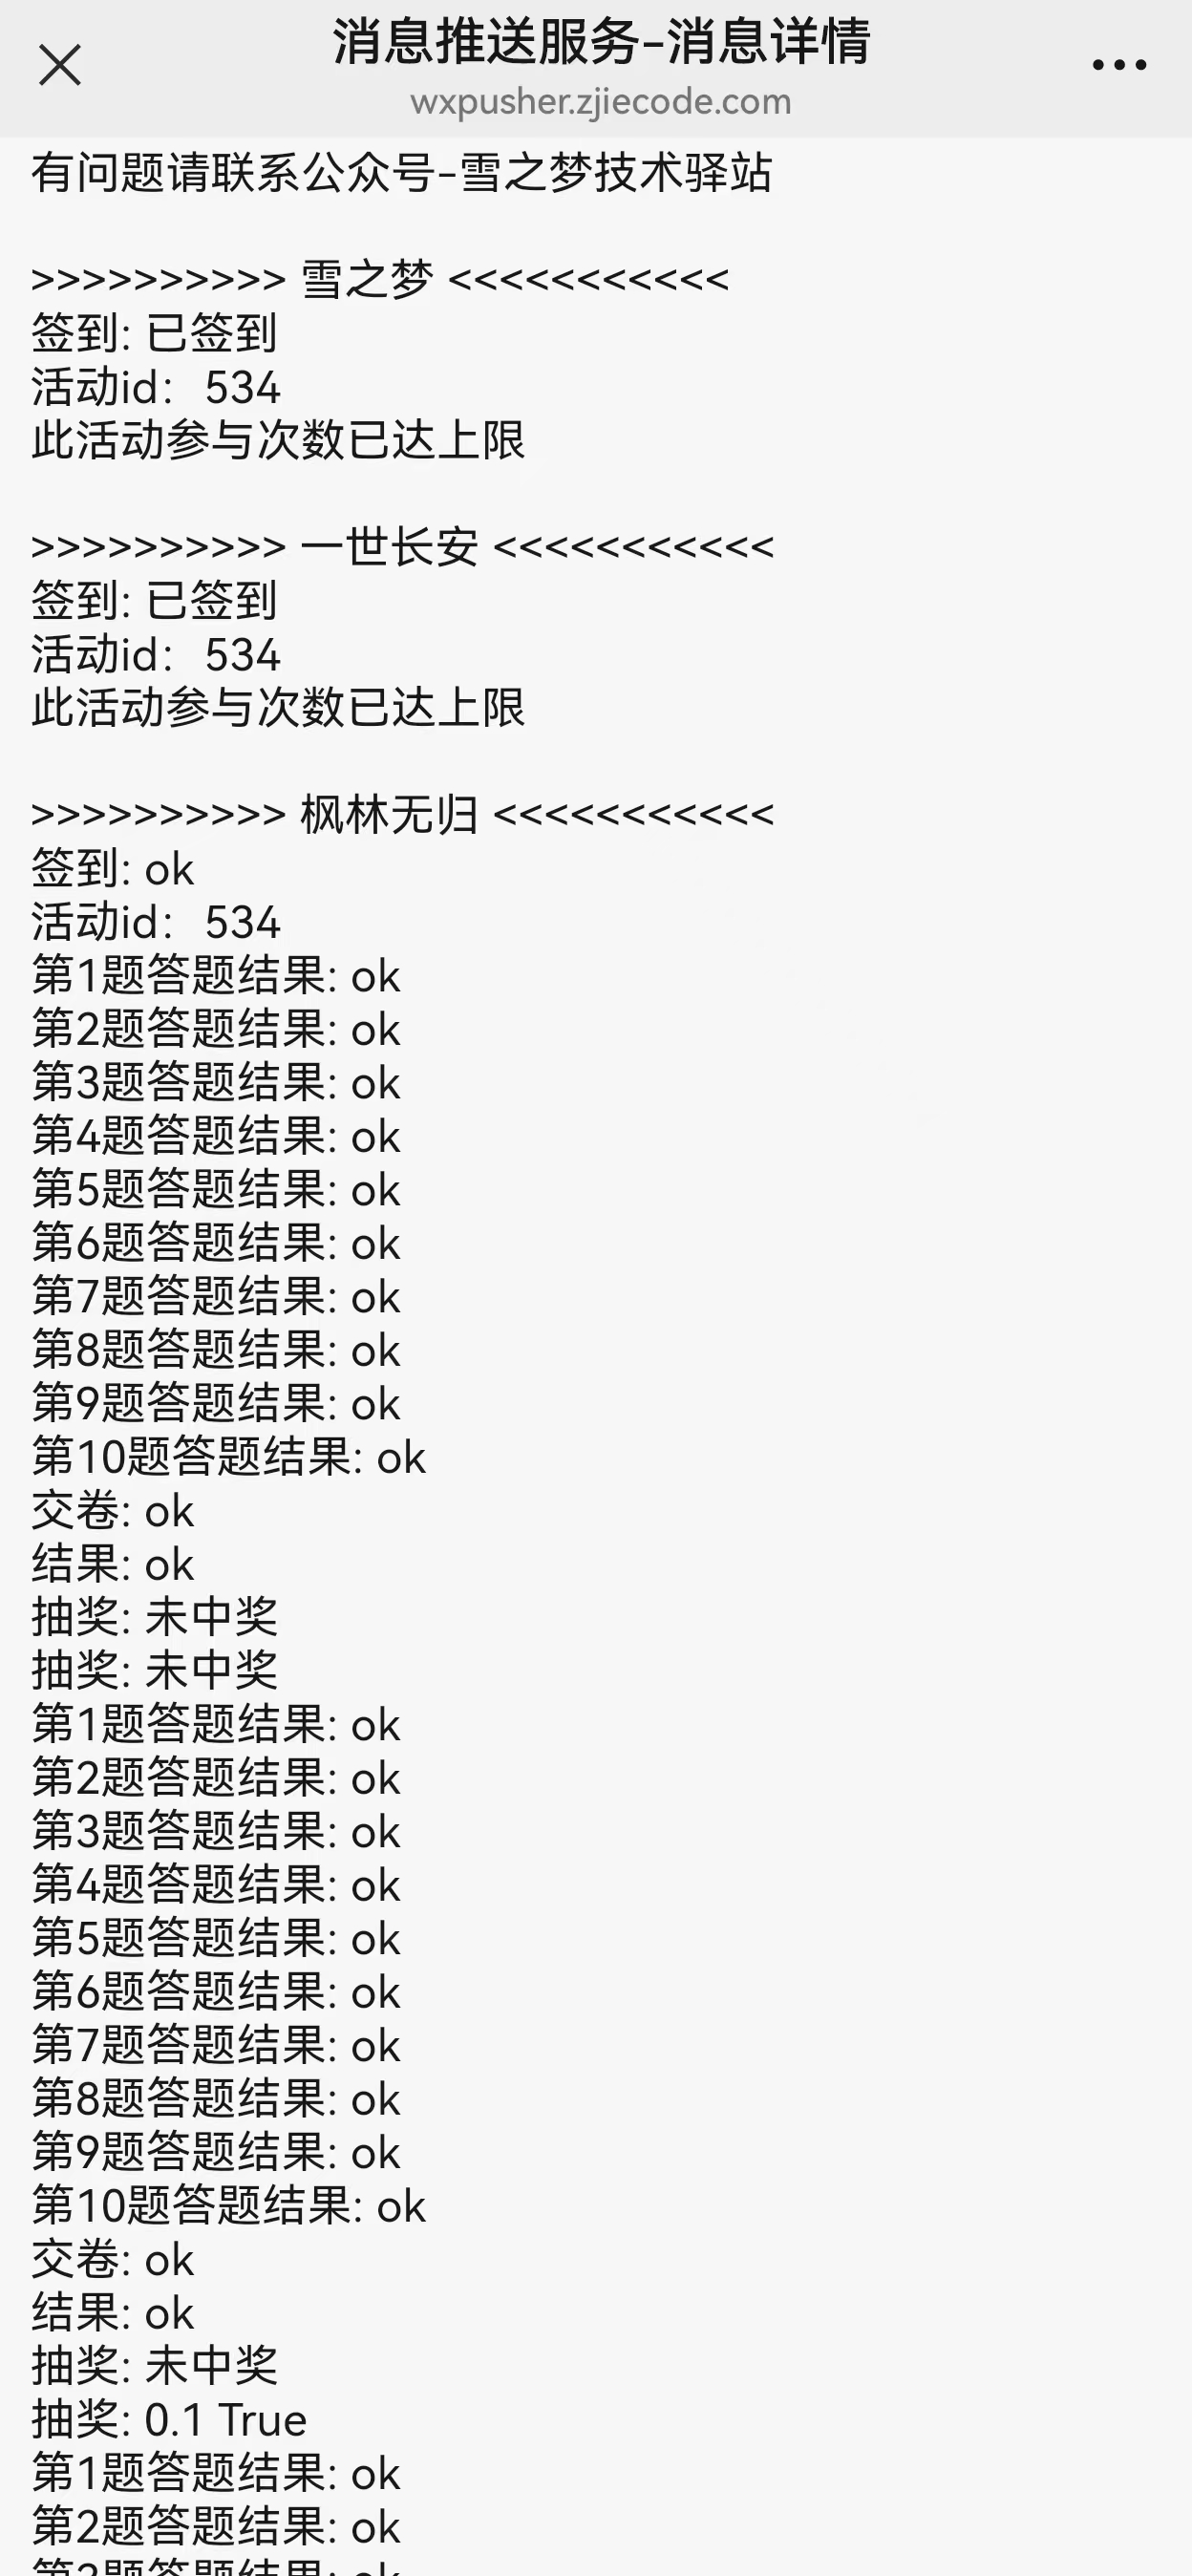 消息推送服务-消息详情
wxpusher.zjiecode.com
有问题请联系公众号-雪之梦技术驿站
>>>>>>>>>> 雪之梦 <<<<<<<<<<<
签到: 已签到
活动id：534
此活动参与次数已达上限
>>>>>>>>>> 一世长安 <<<<<<<<<<<
签到: 已签到
活动id：534
此活动参与次数已达上限
>>>>>>>>>> 枫林无归 <<<<<<<<<<<
签到: ok
活动id：534
第1题答题结果: ok
第2题答题结果: ok
第3题答题结果: ok
第4题答题结果: ok
第5题答题结果: ok
第6题答题结果: ok
第7题答题结果: ok
第8题答题结果: ok
第9题答题结果: ok
第10题答题结果: ok
交卷: ok
结果: ok
抽奖: 未中奖
抽奖: 未中奖
第1题答题结果: ok
第2题答题结果: ok
第3题答题结果: ok
第4题答题结果: ok
第5题答题结果: ok
第6题答题结果: ok
第7题答题结果: ok
第8题答题结果: ok
第9题答题结果: ok
第10题答题结果: ok
交卷: ok
结果: ok
抽奖: 未中奖
抽奖: 0.1 True
第1题答题结果: ok
第2题答题结果: ok
第3题答题结果: ok